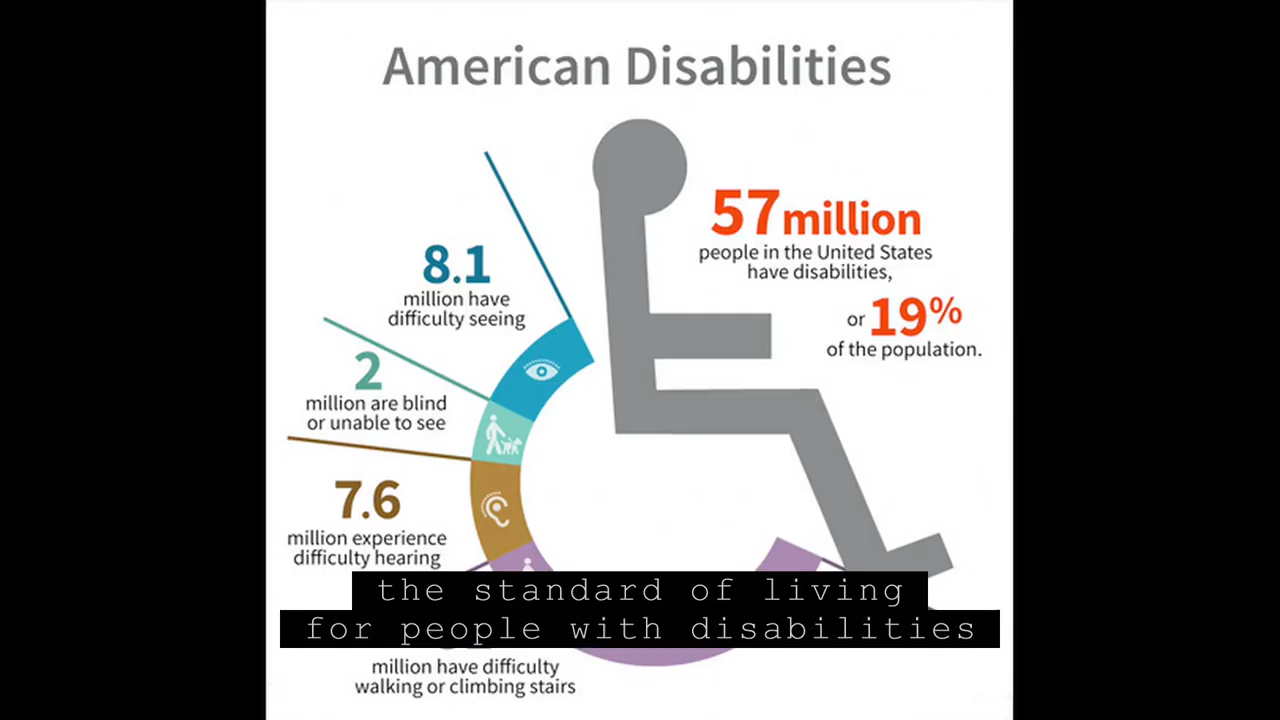 American Disabilities
57 million
people in the United States
have disabilities,
or 19%
of the population.
8.1
million have
difficulty seeing
2
million are blind
or unable to see
7.6
million experience
difficulty hearing
million have difficulty
walking or climbing stairs
the standard of living
for people with disabilities